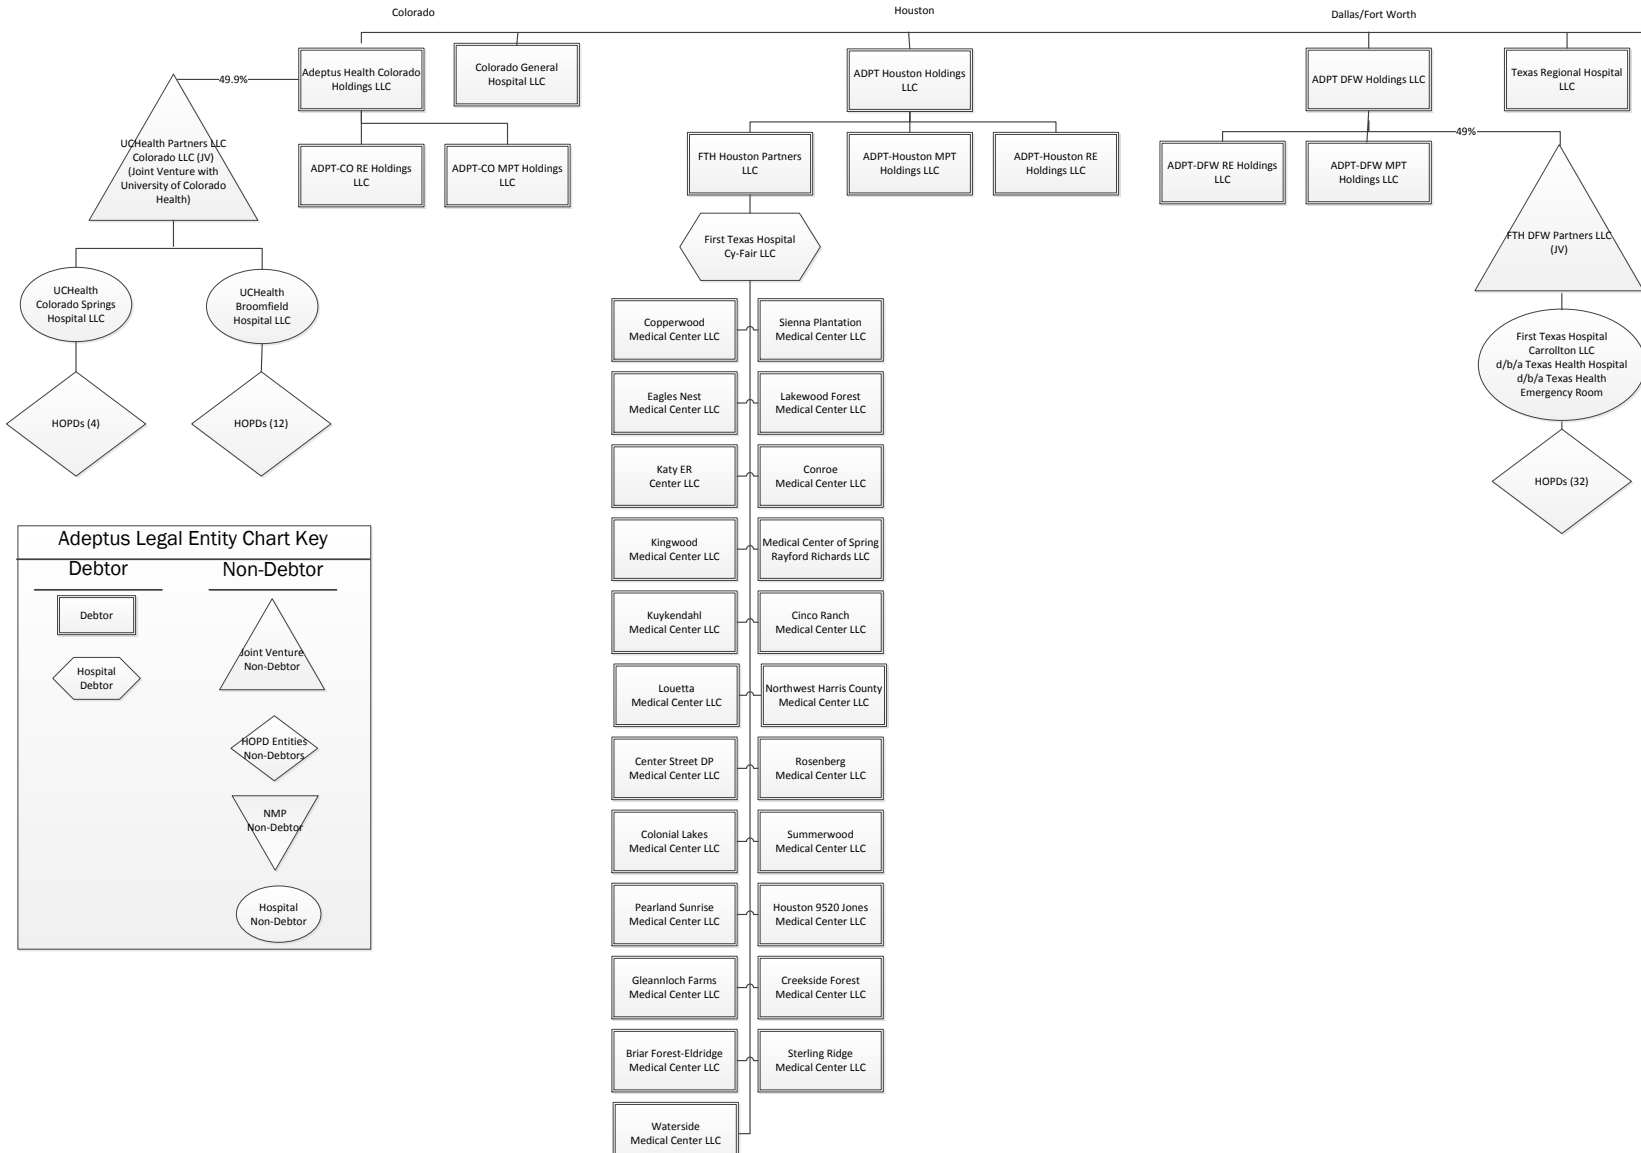 Colorado
Houston
Dallas/Fort Worth
Adeptus Health Colorado
Holdings LLC
Colorado General
Hospital LLC
ADPT Houston Holdings
LLC
ADPT DFW Holdings LLC
Texas Regional Hospital
LLC
49.9%
UCHealth Partners LLC
Colorado LLC (JV)
(Joint Venture with
University of Colorado
Health)
ADPT-CO RE Holdings
LLC
ADPT-CO MPT Holdings
LLC
FTH Houston Partners
LLC
ADPT-Houston MPT
Holdings LLC
ADPT-Houston RE
Holdings LLC
49%
ADPT-DFW RE Holdings
LLC
ADPT-DFW MPT
Holdings LLC
FTH DFW Partners LLC
(JV)
First Texas Hospital
Cy-Fair LLC
UCHealth
Colorado Springs
Hospital LLC
UCHealth
Broomfield
Hospital LLC
First Texas Hospital
Carrollton LLC
d/b/a Texas Health Hospital
d/b/a Texas Health
Emergency Room
HOPDs (4)
HOPDs (12)
HOPDs (32)
Copperwood
Medical Center LLC
Sienna Plantation
Medical Center LLC
Eagles Nest
Medical Center LLC
Lakewood Forest
Medical Center LLC
Katy ER
Center LLC
Conroe
Medical Center LLC
Kingwood
Medical Center LLC
Medical Center of Spring
Rayford Richards LLC
Kuykendahl
Medical Center LLC
Cinco Ranch
Medical Center LLC
Louetta
Medical Center LLC
Northwest Harris County
Medical Center LLC
Center Street DP
Medical Center LLC
Rosenberg
Medical Center LLC
Colonial Lakes
Medical Center LLC
Summerwood
Medical Center LLC
Pearland Sunrise
Medical Center LLC
Houston 9520 Jones
Medical Center LLC
Gleannloch Farms
Medical Center LLC
Creekside Forest
Medical Center LLC
Briar Forest-Eldridge
Medical Center LLC
Sterling Ridge
Medical Center LLC
Waterside
Medical Center LLC
Adeptus Legal Entity Chart Key
Debtor
Non-Debtor
Debtor
Hospital
Debtor
Joint Venture
Non-Debtor
HOPD Entities
Non-Debtors
NMP
Non-Debtor
Hospital
Non-Debtor